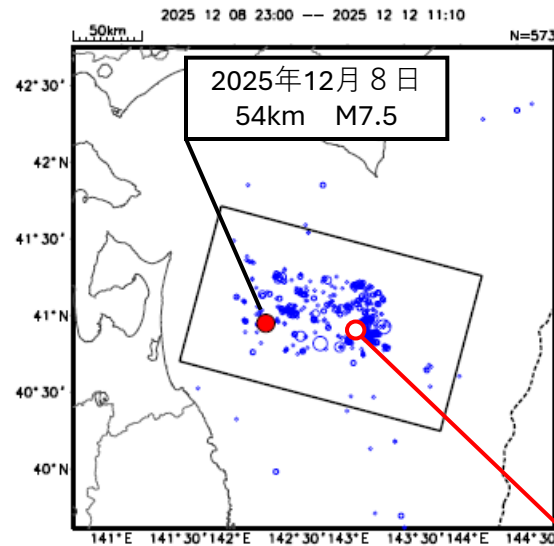 2025 12 08 23:00 -- 2025 12 12 11:10
50km
N=573
2025年12月8日
54km M7.5
42°30′
42°N
41°30′
41°N
40°30′
40°N
141°E
141°30′
142°E
142°30′
143°E
143°30′
144°E
144°30